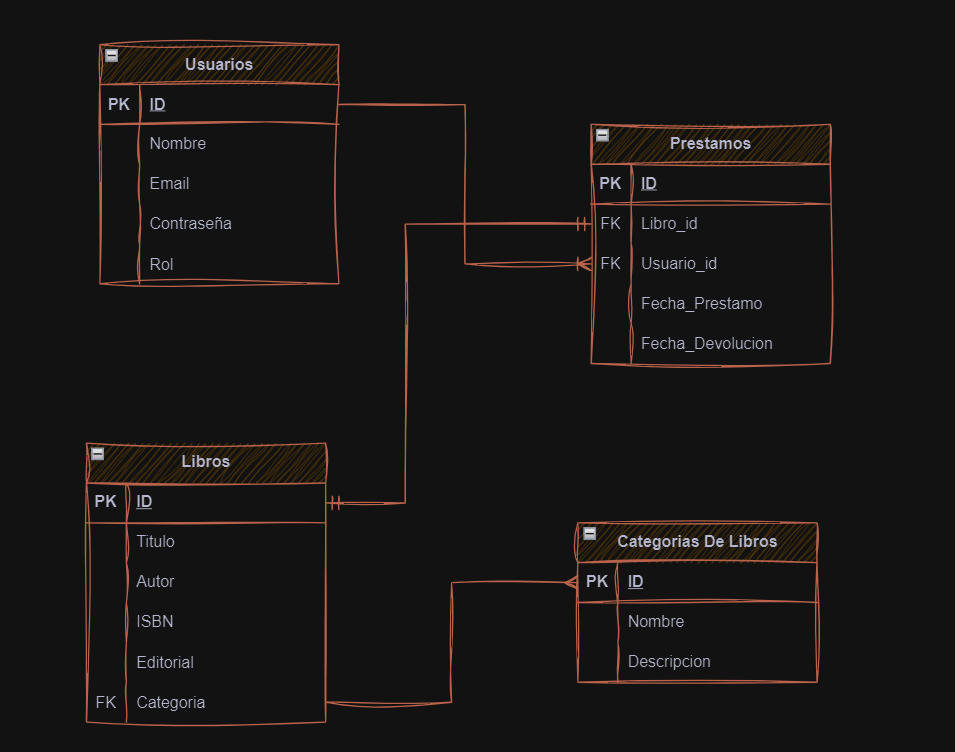 Usuarios
PK ID
Nombre
Email
Contraseña
Rol
Prestamos
PK ID
FK Libro_id
FK Usuario_id
Fecha_Prestamo
Fecha_Devolucion
Libros
PK ID
Titulo
Autor
ISBN
Editorial
FK Categoria
Categorias De Libros
PK ID
Nombre
Descripcion